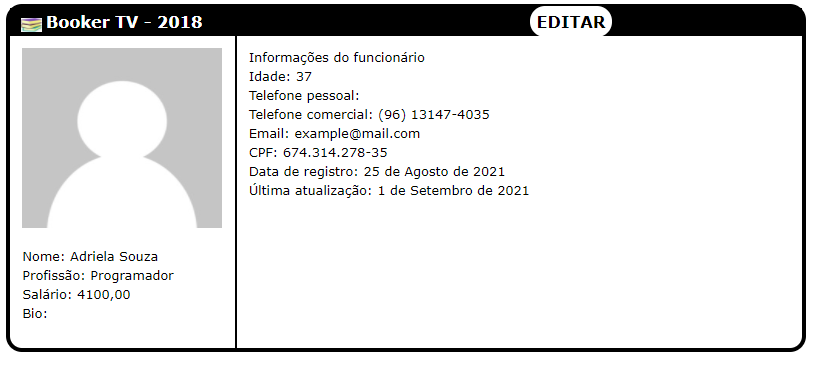 Booker TV - 2018
EDITAR
Informações do funcionário
Idade: 37
Telefone pessoal:
Telefone comercial: (96) 13147-4035
Email: example@mail.com
CPF: 674.314.278-35
Data de registro: 25 de Agosto de 2021
Última atualização: 1 de Setembro de 2021
Nome: Adriela Souza
Profissão: Programador
Salário: 4100,00
Bio: